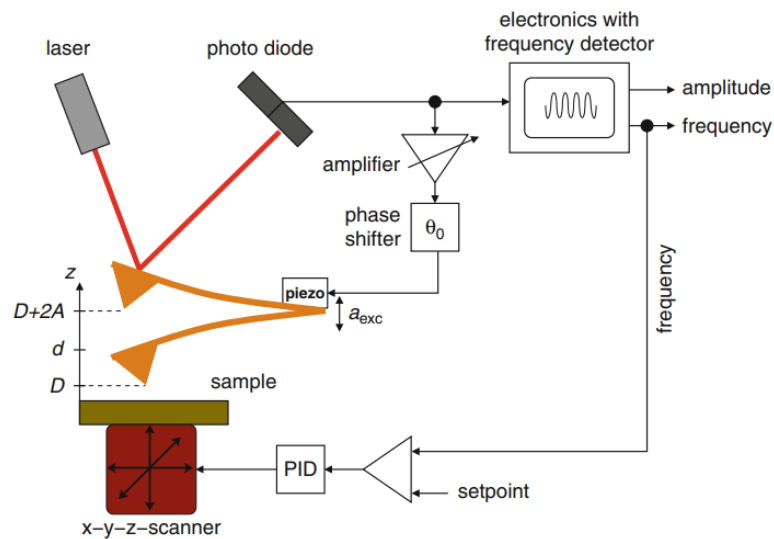 electronics with
frequency detector
laser
photo diode
amplitude
frequency
amplifier
phase
shifter
θ0
z
piezo
aexc
D+2A
d
D
frequency
sample
PID
setpoint
x–y–z–scanner